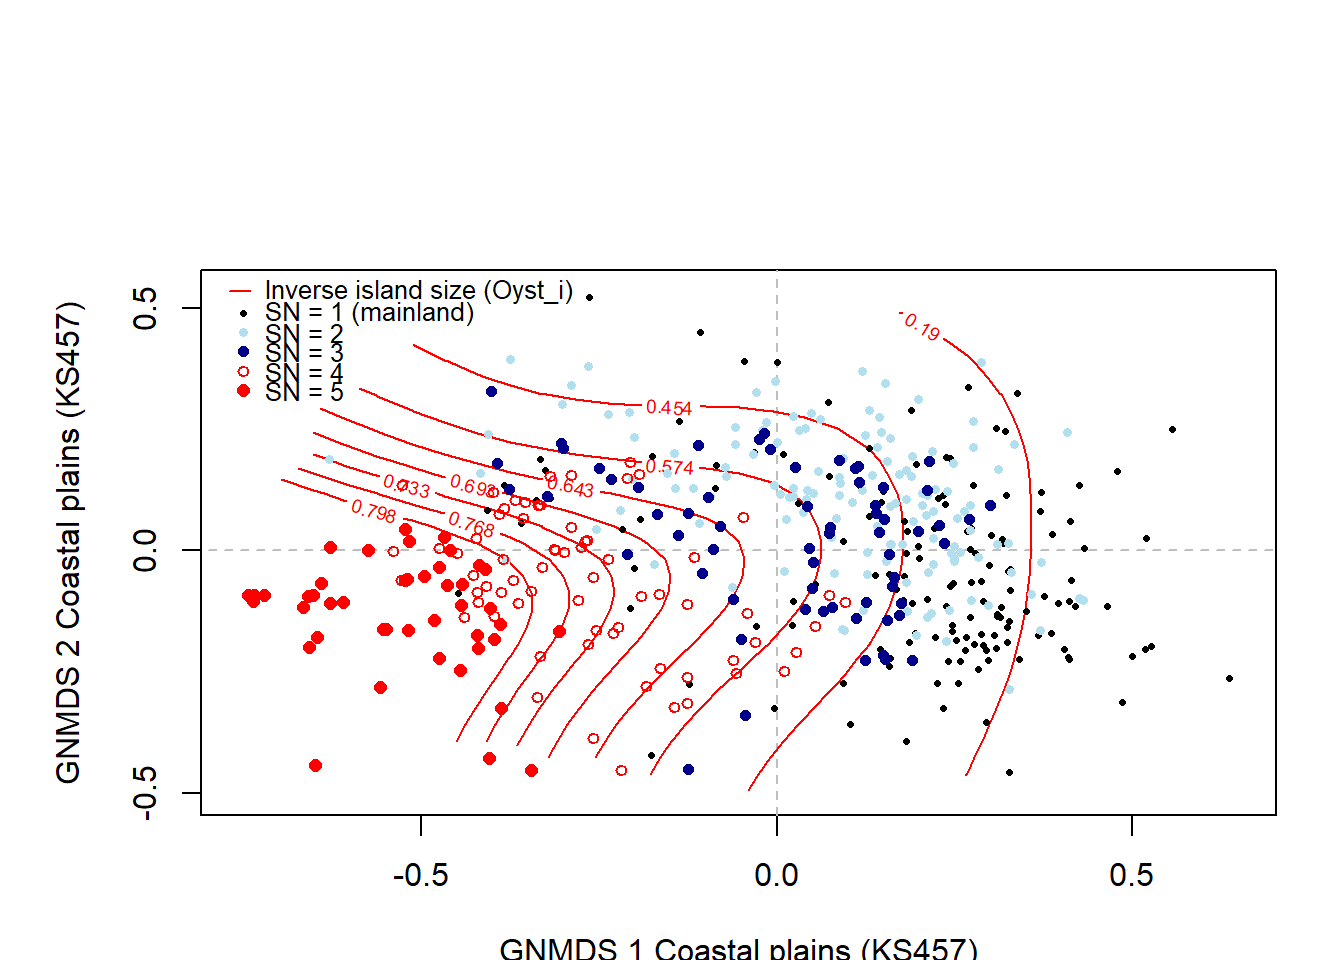 Inverse island size (Oyst_i)
SN = 1 (mainland)
SN = 2
SN = 3
SN = 4
SN = 5
-0.19
0.454
0.574
0.643
0.693
0.733
0.768
0.798
0.5
0.0
-0.5
GNMDS 2 Coastal plains (KS457)
-0.5
0.0
0.5
GNMDS 1 Coastal plains (KS457)